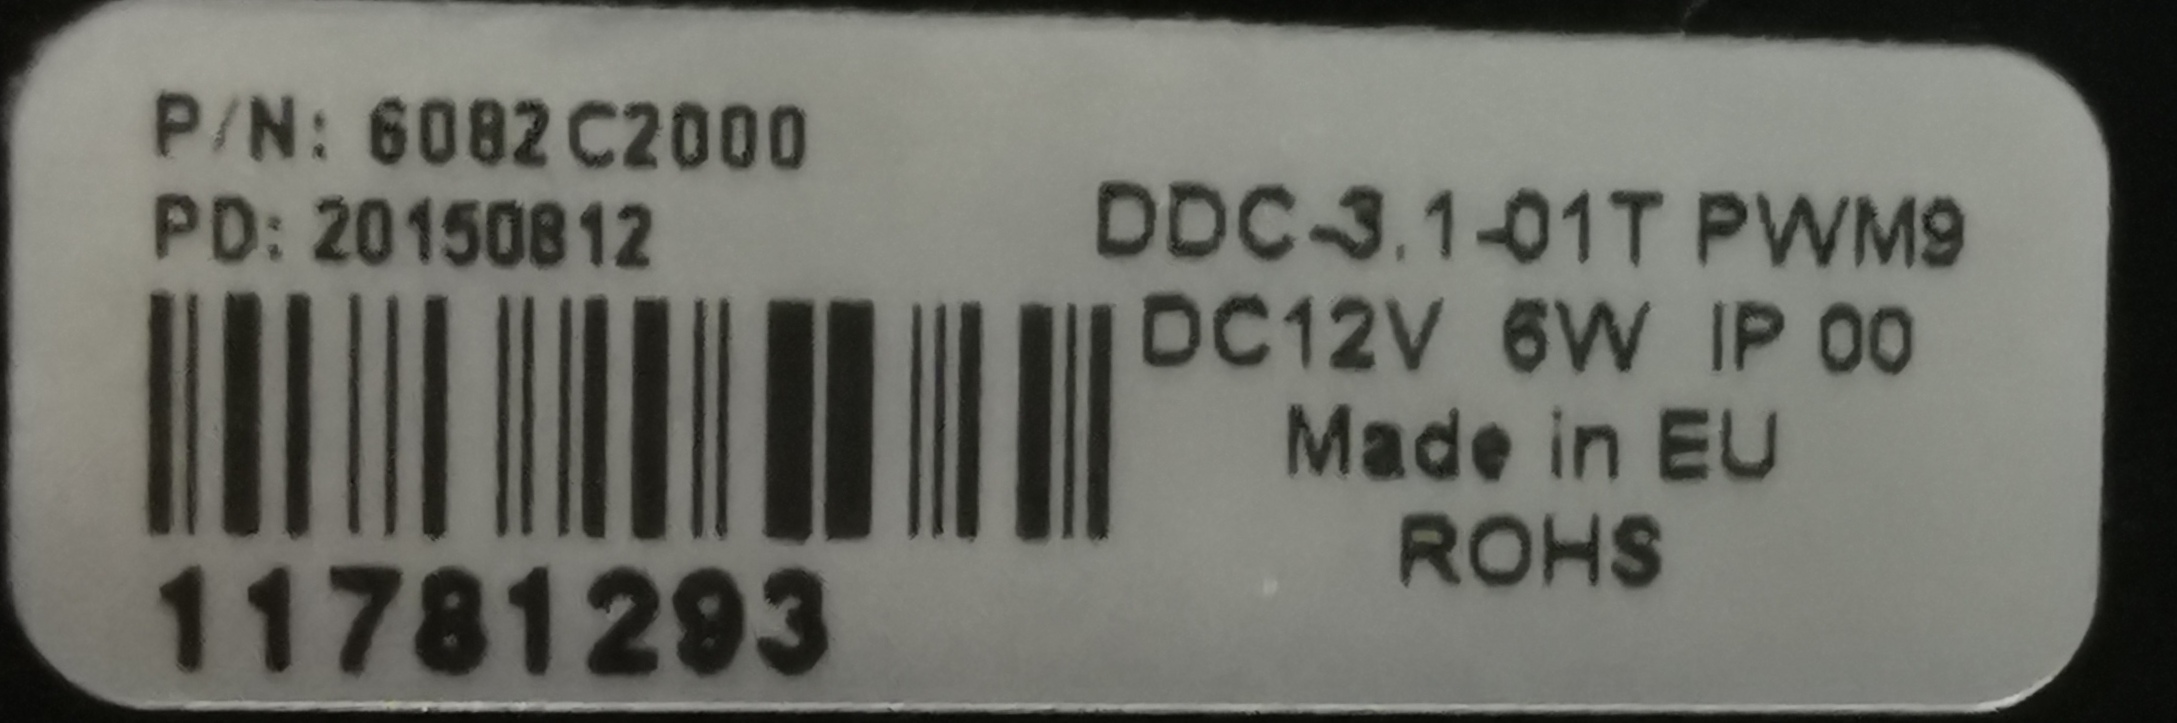 P/N: 6082C2000
PD: 20150812
11781293
DDC-3.1-01T PWM9
DC12V 6W IP 00
Made in EU
ROHS